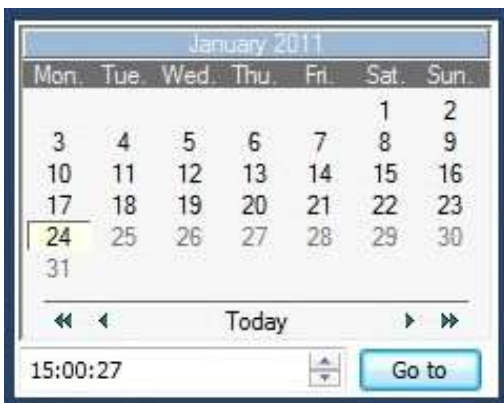 January 2011
Mon. Tue. Wed. Thu. Fri. Sat. Sun.
1 2
3 4 5 6 7 8 9
10 11 12 13 14 15 16
17 18 19 20 21 22 23
24 25 26 27 28 29 30
31
Today
15:00:27 Go to